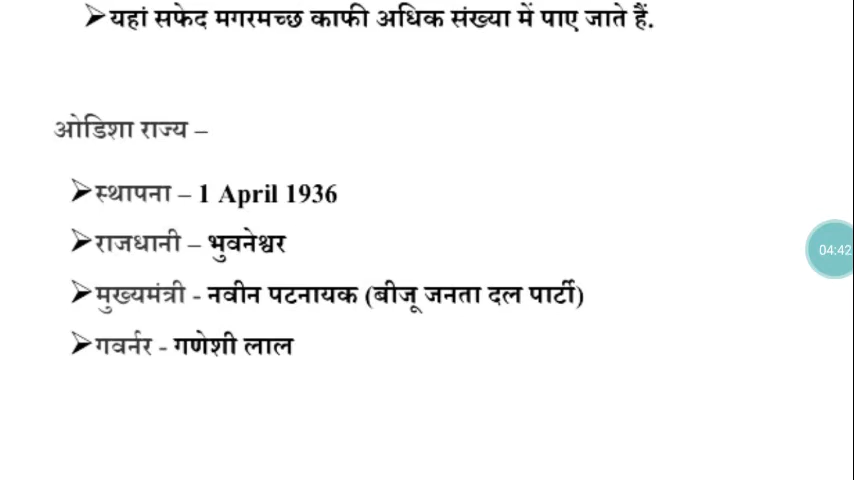 ➢यहां सफेद मगरमच्छ काफी अधिक संख्या में पाए जाते हैं.
ओडिशा राज्य –
➢स्थापना – 1 April 1936
➢राजधानी – भुवनेश्वर
➢मुख्यमंत्री - नवीन पटनायक (बीजू जनता दल पार्टी)
➢गवर्नर - गणेशी लाल
04:42